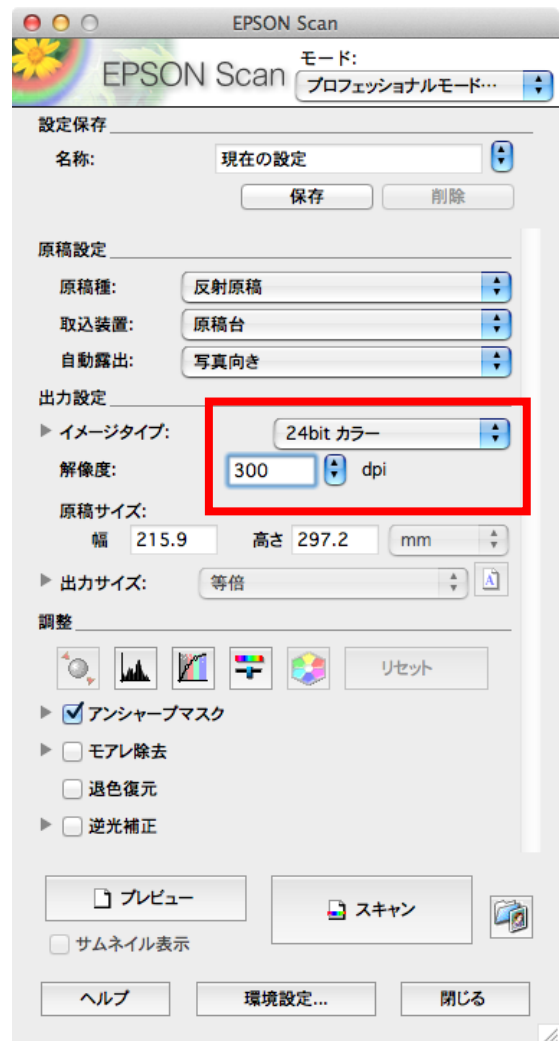 EPSON Scan
EPSON Scan
モード:
プロフェッショナルモード…
設定保存
名称: 現在の設定
保存 削除
原稿設定
原稿種: 反射原稿
取込装置: 原稿台
自動露出: 写真向き
出力設定
イメージタイプ: 24bit カラー
解像度: 300 dpi
原稿サイズ:
幅 215.9 高さ 297.2 mm
出力サイズ: 等倍
調整
リセット
アンシャープマスク
モアレ除去
退色復元
逆光補正
プレビュー
スキャン
サムネイル表示
ヘルプ 環境設定... 閉じる